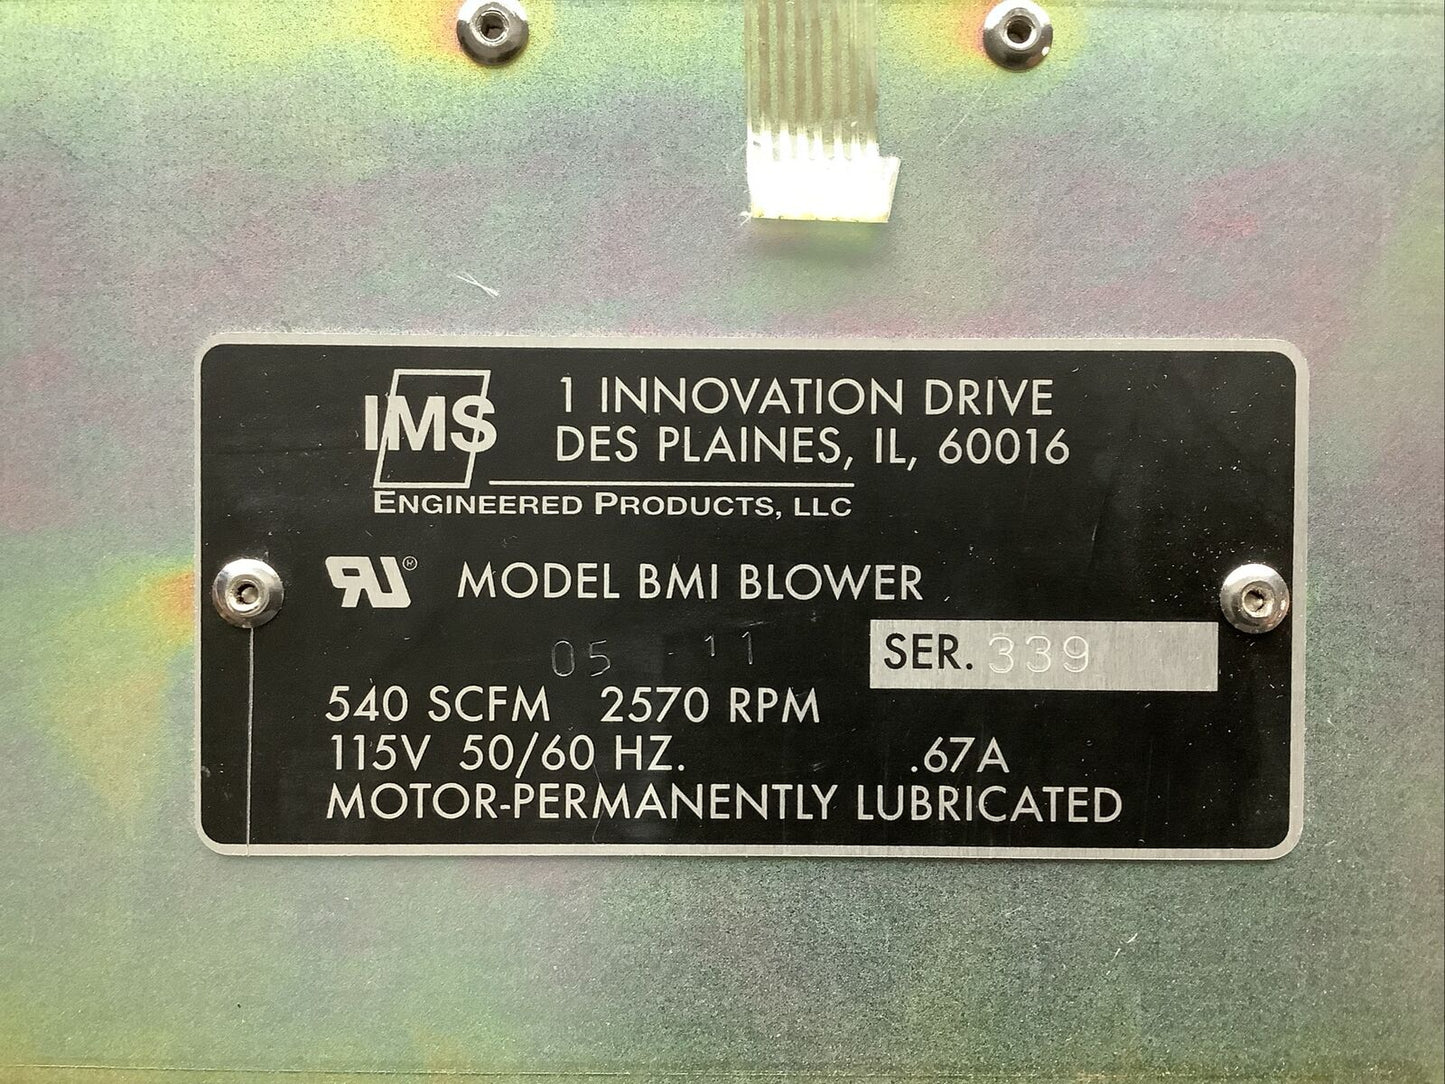 IMS
1 INNOVATION DRIVE
DES PLAINES, IL, 60016
ENGINEERED PRODUCTS, LLC
RU® MODEL BMI BLOWER
05 11
SER. 339
540 SCFM 2570 RPM
115V 50/60 HZ. .67A
MOTOR-PERMANENTLY LUBRICATED